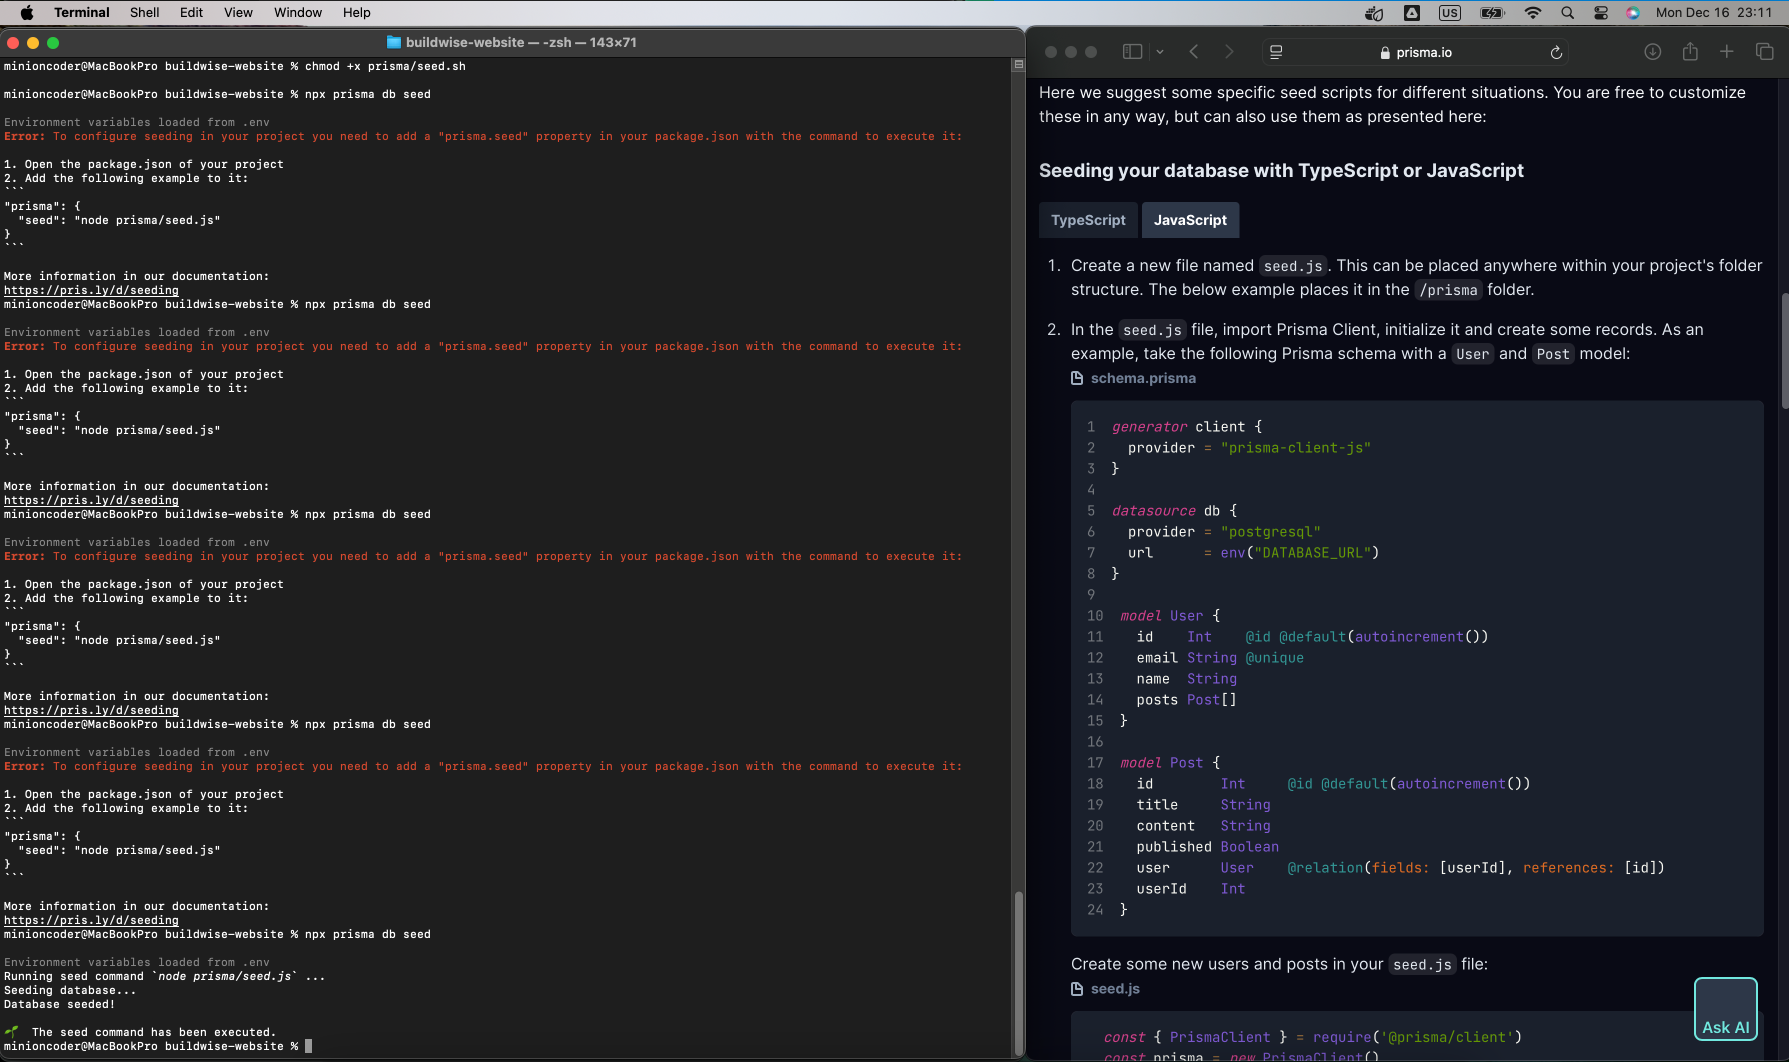 Terminal Shell Edit View Window Help
US Mon Dec 16 23:11
buildwise-website — -zsh — 143×71
minioncoder@MacBookPro buildwise-website % chmod +x prisma/seed.sh
minioncoder@MacBookPro buildwise-website % npx prisma db seed
Environment variables loaded from .env
Error: To configure seeding in your project you need to add a "prisma.seed" property in your package.json with the command to execute it:
1. Open the package.json of your project
2. Add the following example to it:
```
"prisma": {
"seed": "node prisma/seed.js"
}
```
More information in our documentation:
https://pris.ly/d/seeding
minioncoder@MacBookPro buildwise-website % npx prisma db seed
Environment variables loaded from .env
Error: To configure seeding in your project you need to add a "prisma.seed" property in your package.json with the command to execute it:
1. Open the package.json of your project
2. Add the following example to it:
```
"prisma": {
"seed": "node prisma/seed.js"
}
```
More information in our documentation:
https://pris.ly/d/seeding
minioncoder@MacBookPro buildwise-website % npx prisma db seed
Environment variables loaded from .env
Error: To configure seeding in your project you need to add a "prisma.seed" property in your package.json with the command to execute it:
1. Open the package.json of your project
2. Add the following example to it:
```
"prisma": {
"seed": "node prisma/seed.js"
}
```
More information in our documentation:
https://pris.ly/d/seeding
minioncoder@MacBookPro buildwise-website % npx prisma db seed
Environment variables loaded from .env
Error: To configure seeding in your project you need to add a "prisma.seed" property in your package.json with the command to execute it:
1. Open the package.json of your project
2. Add the following example to it:
```
"prisma": {
"seed": "node prisma/seed.js"
}
```
More information in our documentation:
https://pris.ly/d/seeding
minioncoder@MacBookPro buildwise-website % npx prisma db seed
Environment variables loaded from .env
Running seed command `node prisma/seed.js` ...
Seeding database...
Database seeded!
The seed command has been executed.
minioncoder@MacBookPro buildwise-website %
prisma.io
Here we suggest some specific seed scripts for different situations. You are free to customize
these in any way, but can also use them as presented here:
Seeding your database with TypeScript or JavaScript
TypeScript JavaScript
1. Create a new file named seed.js. This can be placed anywhere within your project's folder
structure. The below example places it in the /prisma folder.
2. In the seed.js file, import Prisma Client, initialize it and create some records. As an
example, take the following Prisma schema with a User and Post model:
schema.prisma
1 generator client {
2 provider = "prisma-client-js"
3 }
4
5 datasource db {
6 provider = "postgresql"
7 url = env("DATABASE_URL")
8 }
9
10 model User {
11 id Int @id @default(autoincrement())
12 email String @unique
13 name String
14 posts Post[]
15 }
16
17 model Post {
18 id Int @id @default(autoincrement())
19 title String
20 content String
21 published Boolean
22 user User @relation(fields: [userId], references: [id])
23 userId Int
24 }
Create some new users and posts in your seed.js file:
seed.js
const { PrismaClient } = require('@prisma/client')
const prisma = new PrismaClient()
Ask AI